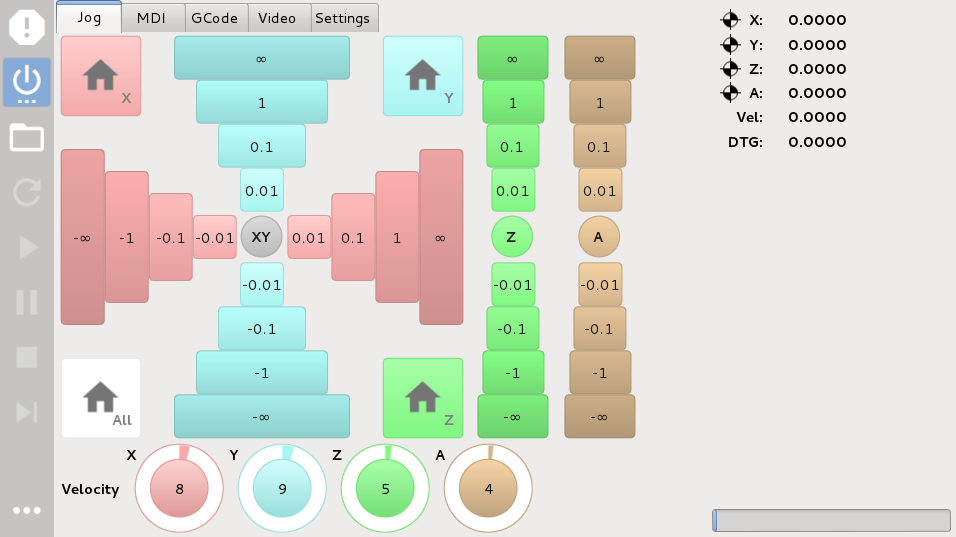 Jog MDI GCode Video Settings
X: 0.0000
Y: 0.0000
Z: 0.0000
A: 0.0000
Vel: 0.0000
DTG: 0.0000
X
∞
Y
∞
∞
1
1
1
0.1
0.1
0.1
0.01
0.01
0.01
-∞ -1 -0.1 -0.01 XY 0.01 0.1 1 ∞ Z A
-0.01
-0.01
-0.01
-0.1
-0.1
-0.1
-1
-1
-1
All
-∞
Z
-∞
-∞
X Y Z A
Velocity 8 9 5 4